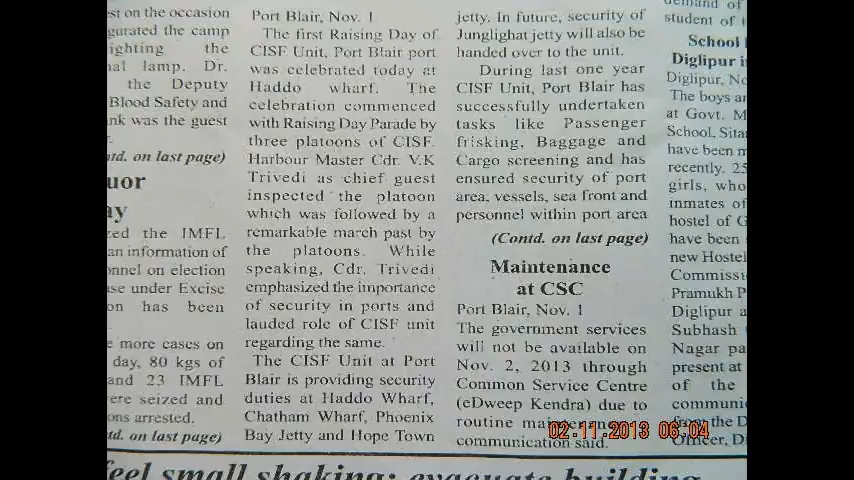 st on the occasion
gurated the camp
ighting the
al lamp. Dr.
the Deputy
Blood Safety and
nk was the guest
td. on last page)
uor
ay
zed the IMFL
an information of
nnel on election
ase under Excise
on has been
e more cases on
day, 80 kgs of
and 23 IMFL
ere seized and
ons arrested.
td. on last page)
Port Blair, Nov. 1
The first Raising Day of
CISF Unit, Port Blair port
was celebrated today at
Haddo wharf. The
celebration commenced
with Raising Day Parade by
three platoons of CISF.
Harbour Master Cdr. V.K
Trivedi as chief guest
inspected the platoon
which was followed by a
remarkable march past by
the platoons. While
speaking, Cdr. Trivedi
emphasized the importance
of security in ports and
lauded role of CISF unit
regarding the same.
The CISF Unit at Port
Blair is providing security
duties at Haddo Wharf,
Chatham Wharf, Phoenix
Bay Jetty and Hope Town
jetty. In future, security of
Junglighat jetty will also be
handed over to the unit.
During last one year
CISF Unit, Port Blair has
successfully undertaken
tasks like Passenger
frisking, Baggage and
Cargo screening and has
ensured security of port
area, vessels, sea front and
personnel within port area
(Contd. on last page)
Maintenance
at CSC
Port Blair, Nov. 1
The government services
will not be available on
Nov. 2, 2013 through
Common Service Centre
(eDweep Kendra) due to
routine
communication said.
demand of
student of
School
Diglipur i
Diglipur, No
The boys an
at Govt. M
School, Sita
have been m
recently. 25
girls, who
inmates of
hostel of G
have been
new Hostel
Commissi
Pramukh P
Diglipur a
Subhash
Nagar pa
present at
of the
communi
from the D
Officer, D
feel small shaking; evacuate building
02.11.2013 06:04